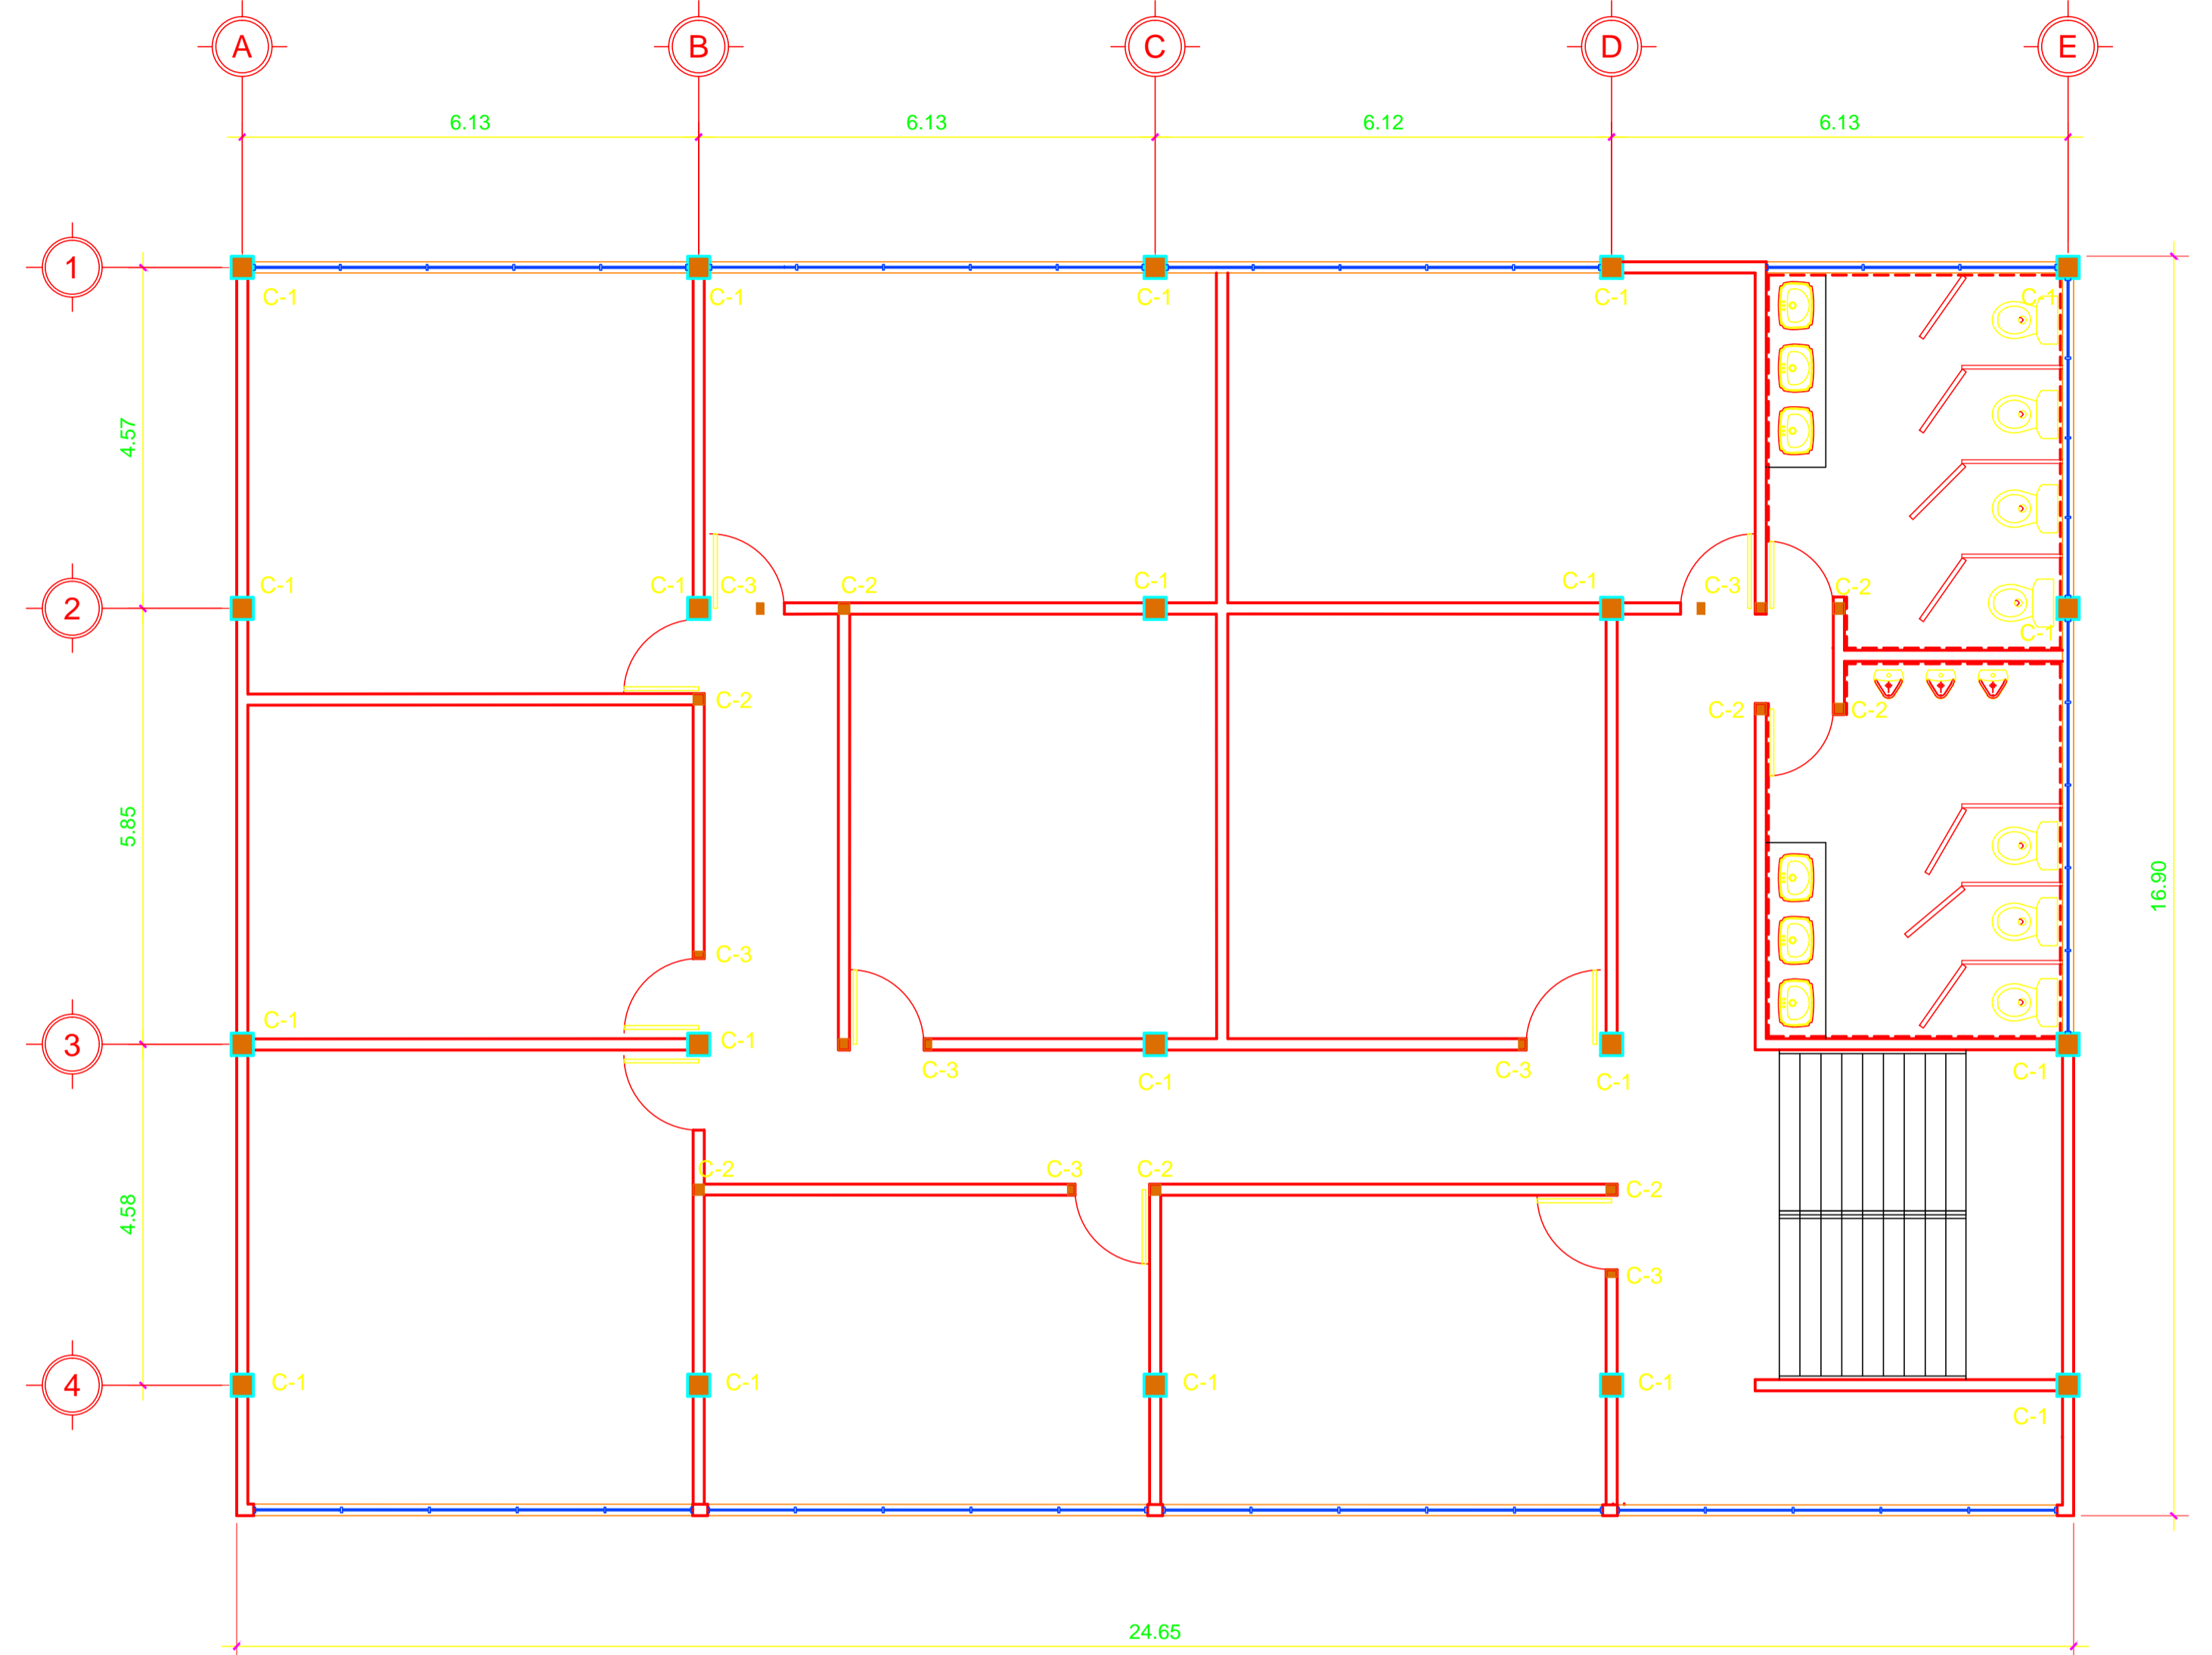 A B C D E
6.13 6.13 6.12 6.13
1
C-1 C-1 C-1 C-1 C-1
4.57
C-1 C-1 C-3 C-2 C-1 C-1 C-3 C-2
2
C-1
C-2 C-2 C-2
5.85
16.90
C-3
C-1 C-1
3
C-3 C-1 C-3 C-1 C-1
C-2 C-3 C-2 C-2
4.58
C-3
4
C-1 C-1 C-1 C-1
C-1
24.65